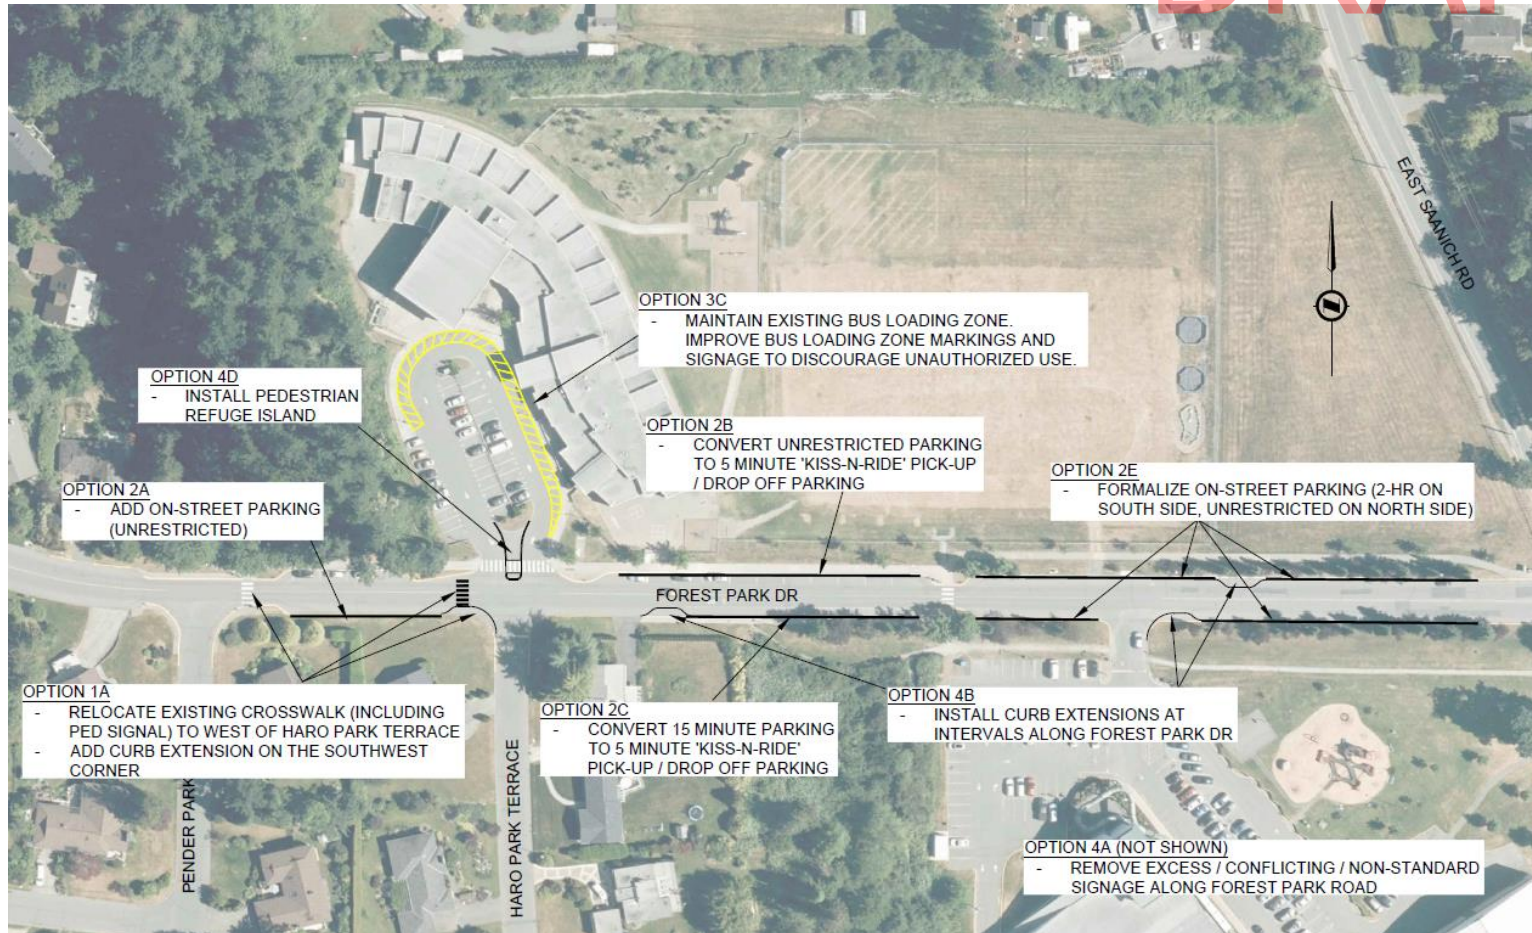 EAST SAANICH RD
OPTION 3C
- MAINTAIN EXISTING BUS LOADING ZONE.
IMPROVE BUS LOADING ZONE MARKINGS AND
SIGNAGE TO DISCOURAGE UNAUTHORIZED USE.
OPTION 4D
- INSTALL PEDESTRIAN
REFUGE ISLAND
OPTION 2B
- CONVERT UNRESTRICTED PARKING
TO 5 MINUTE 'KISS-N-RIDE' PICK-UP
/ DROP OFF PARKING
OPTION 2E
- FORMALIZE ON-STREET PARKING (2-HR ON
SOUTH SIDE, UNRESTRICTED ON NORTH SIDE)
OPTION 2A
- ADD ON-STREET PARKING
(UNRESTRICTED)
FOREST PARK DR
OPTION 1A
- RELOCATE EXISTING CROSSWALK (INCLUDING
PED SIGNAL) TO WEST OF HARO PARK TERRACE
- ADD CURB EXTENSION ON THE SOUTHWEST
CORNER
OPTION 2C
- CONVERT 15 MINUTE PARKING
TO 5 MINUTE 'KISS-N-RIDE'
PICK-UP / DROP OFF PARKING
OPTION 4B
- INSTALL CURB EXTENSIONS AT
INTERVALS ALONG FOREST PARK DR
PENDER PARK
HARO PARK TERRACE
OPTION 4A (NOT SHOWN)
- REMOVE EXCESS / CONFLICTING / NON-STANDARD
SIGNAGE ALONG FOREST PARK ROAD